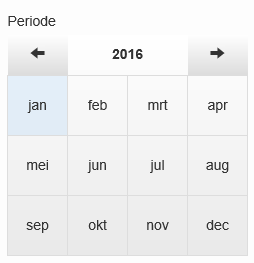 Periode
2016
jan feb mrt apr
mei jun jul aug
sep okt nov dec